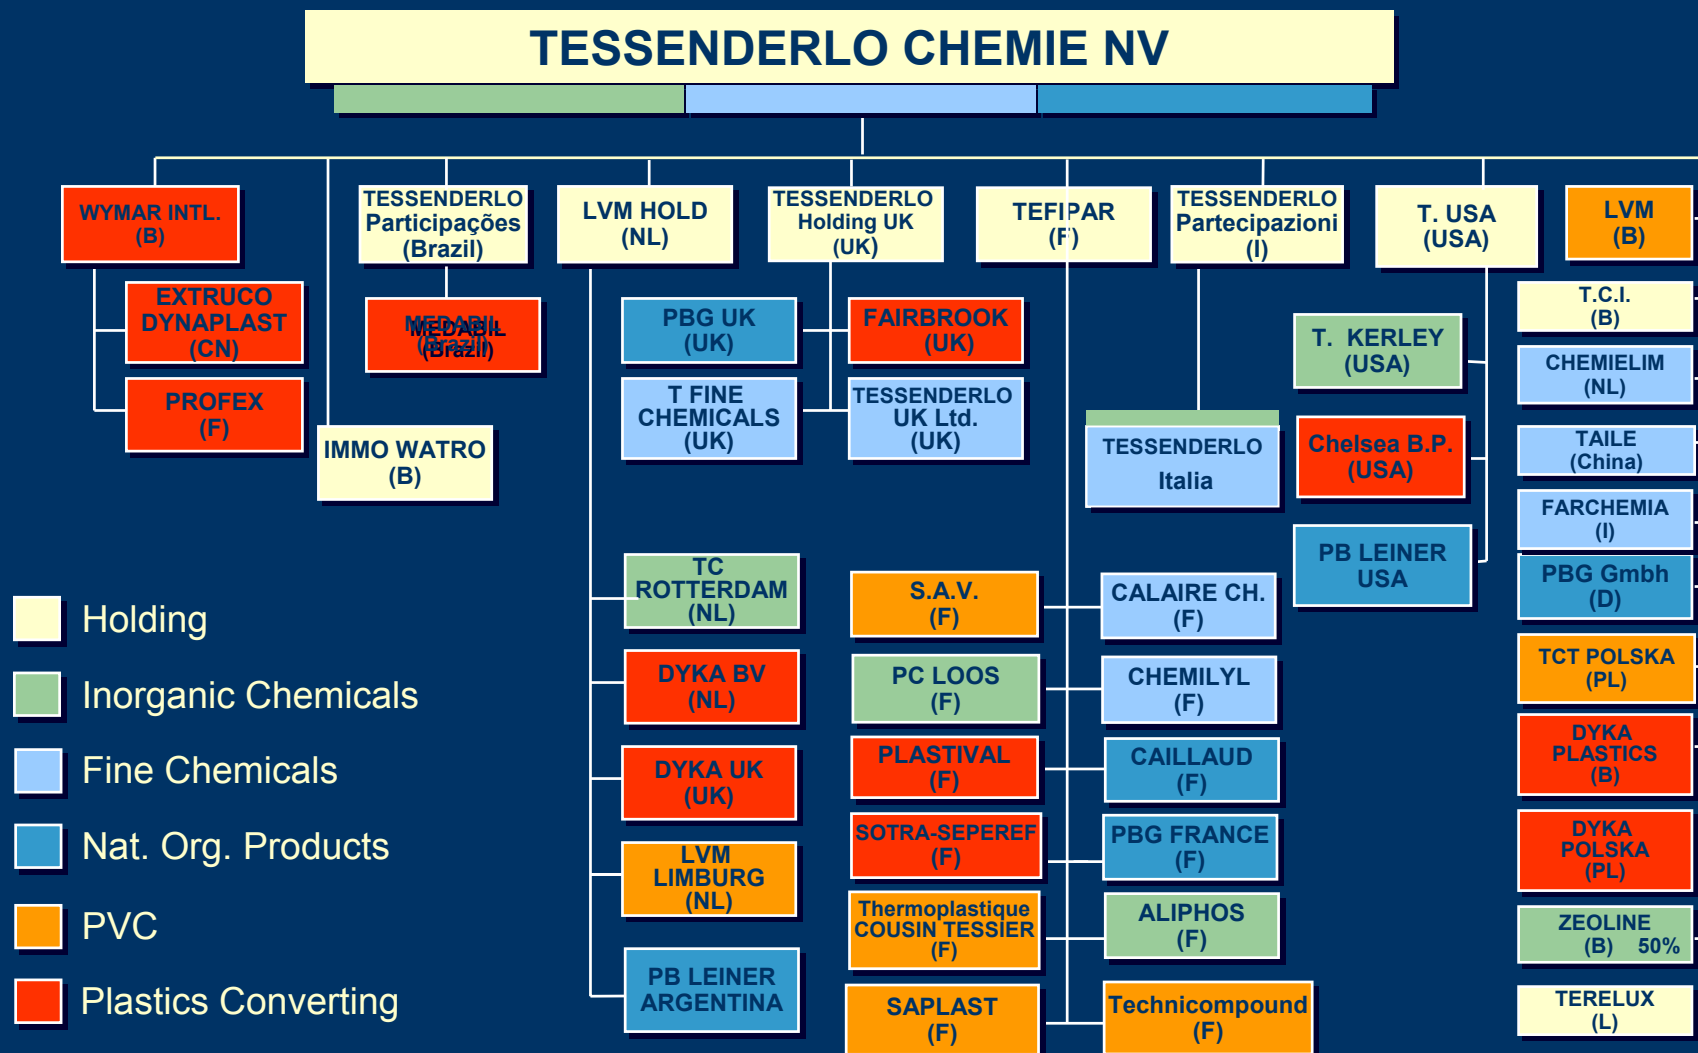 TESSENDERLO CHEMIE NV
WYMAR INTL.
(B)
TESSENDERLO
Participações
(Brazil)
LVM HOLD
(NL)
TESSENDERLO
Holding UK
(UK)
TEFIPAR
(F)
TESSENDERLO
Partecipazioni
(I)
T. USA
(USA)
LVM
(B)
EXTRUCO
DYNAPLAST
(CN)
PROFEX
(F)
IMMO WATRO
(B)
MEDABIL
(Brazil)
MEDABIL
(Brazil)
PBG UK
(UK)
FAIRBROOK
(UK)
T FINE
CHEMICALS
(UK)
TESSENDERLO
UK Ltd.
(UK)
TESSENDERLO
Italia
T. KERLEY
(USA)
Chelsea B.P.
(USA)
PB LEINER
USA
T.C.I.
(B)
CHEMIELIM
(NL)
TAILE
(China)
FARCHEMIA
(I)
PBG Gmbh
(D)
TCT POLSKA
(PL)
DYKA
PLASTICS
(B)
DYKA
POLSKA
(PL)
ZEOLINE
(B) 50%
TERELUX
(L)
TC
ROTTERDAM
(NL)
DYKA BV
(NL)
DYKA UK
(UK)
LVM
LIMBURG
(NL)
PB LEINER
ARGENTINA
S.A.V.
(F)
PC LOOS
(F)
PLASTIVAL
(F)
SOTRA-SEPEREF
(F)
Thermoplastique
COUSIN TESSIER
(F)
SAPLAST
(F)
CALAIRE CH.
(F)
CHEMILYL
(F)
CAILLAUD
(F)
PBG FRANCE
(F)
ALIPHOS
(F)
Technicompound
(F)
Holding
Inorganic Chemicals
Fine Chemicals
Nat. Org. Products
PVC
Plastics Converting